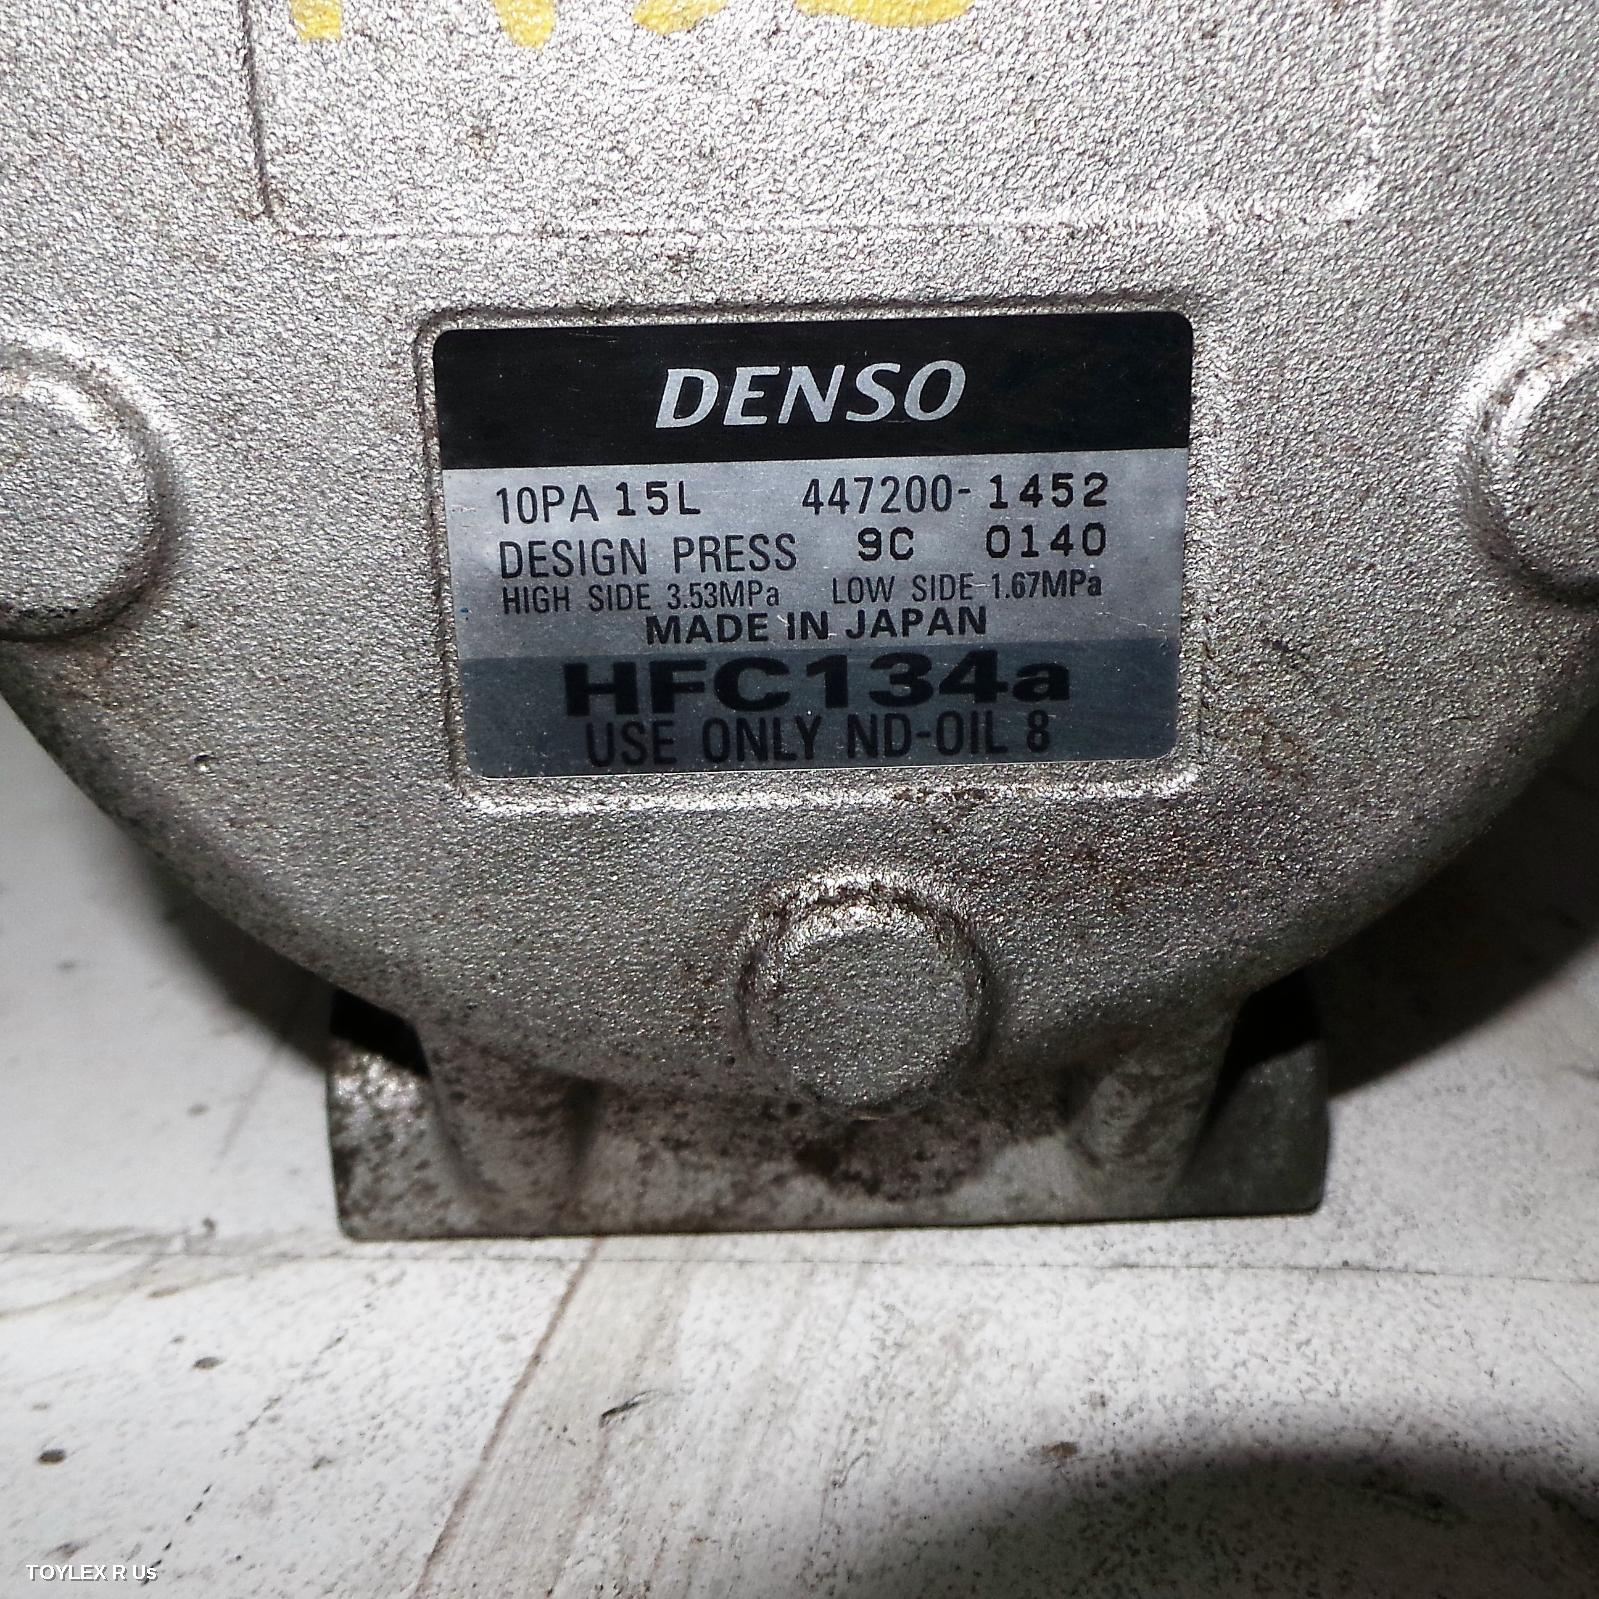 DENSO
10PA 15L 447200-1452
DESIGN PRESS 9C 0140
HIGH SIDE 3.53MPa LOW SIDE 1.67MPa
MADE IN JAPAN
HFC134a
USE ONLY ND-OIL 8
TOYLEX R Us